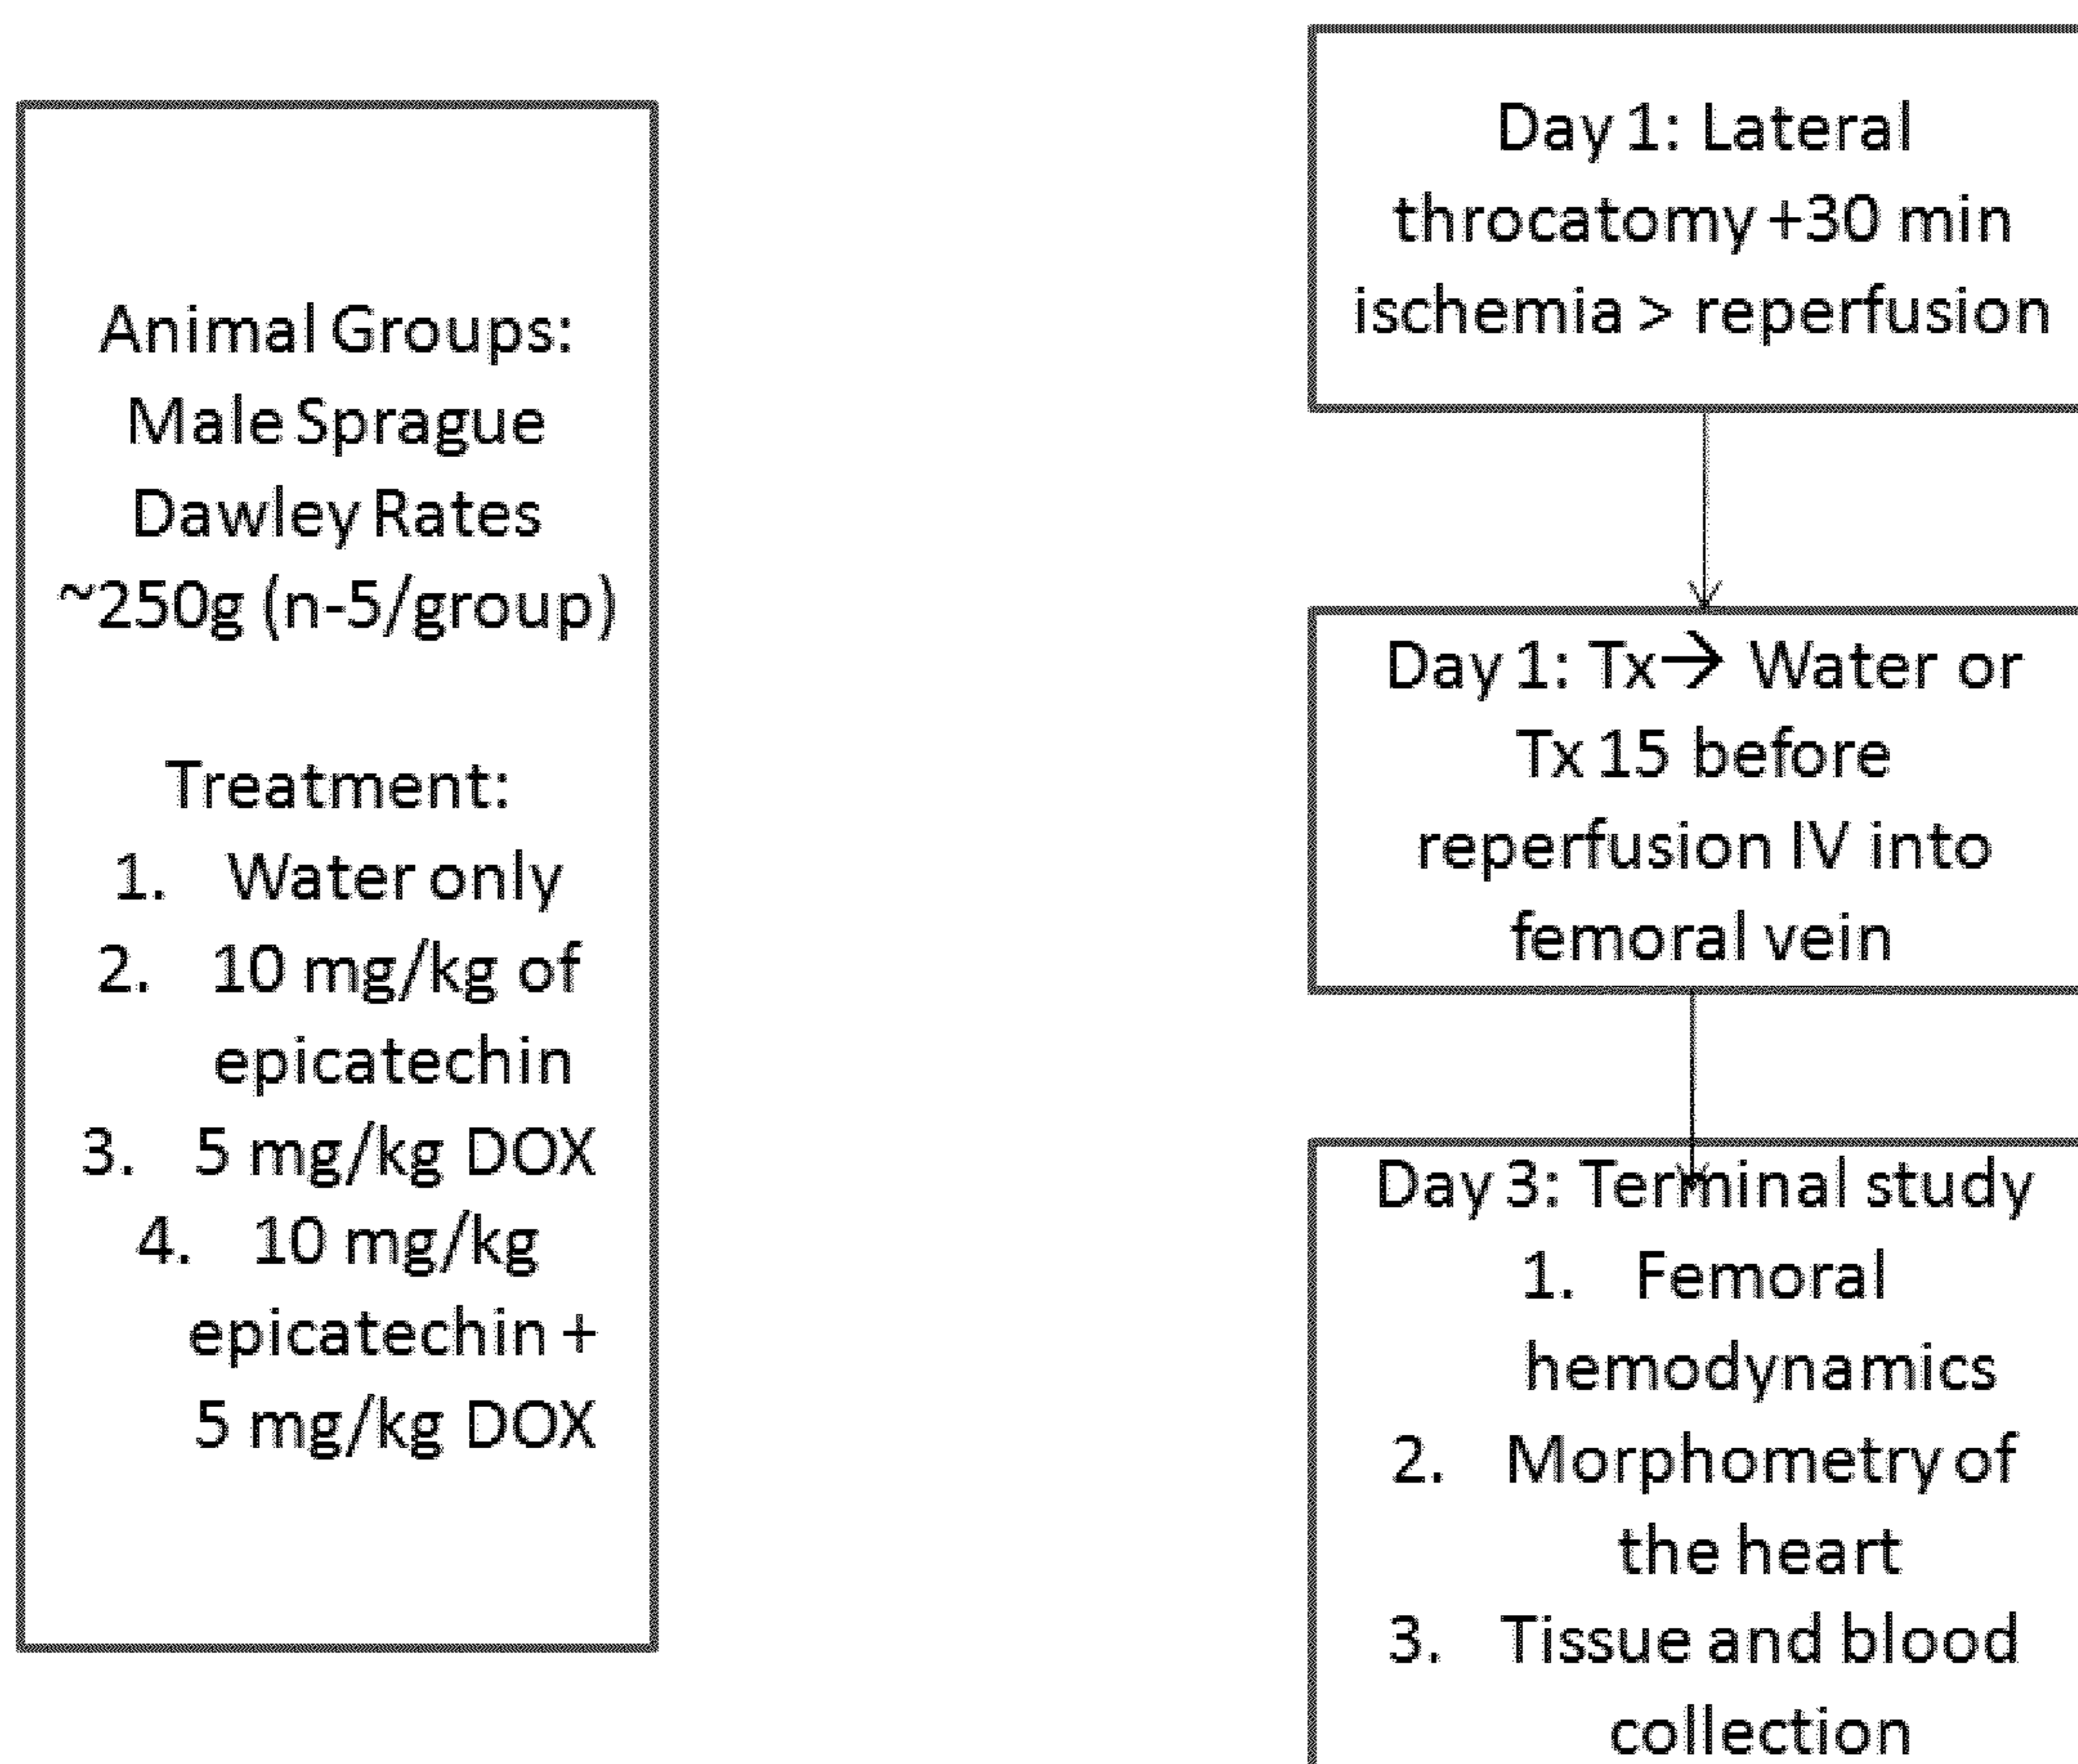 Animal Groups:
Male Sprague
Dawley Rates
~250g (n-5/group)
Treatment:
1. Water only
2. 10 mg/kg of
epicatechin
3. 5 mg/kg DOX
4. 10 mg/kg
epicatechin +
5 mg/kg DOX
Day 1: Lateral
throcatomy +30 min
ischemia > reperfusion
Day 1: Tx→ Water or
Tx 15 before
reperfusion IV into
femoral vein
Day 3: Terminal study
1. Femoral
hemodynamics
2. Morphometry of
the heart
3. Tissue and blood
collection